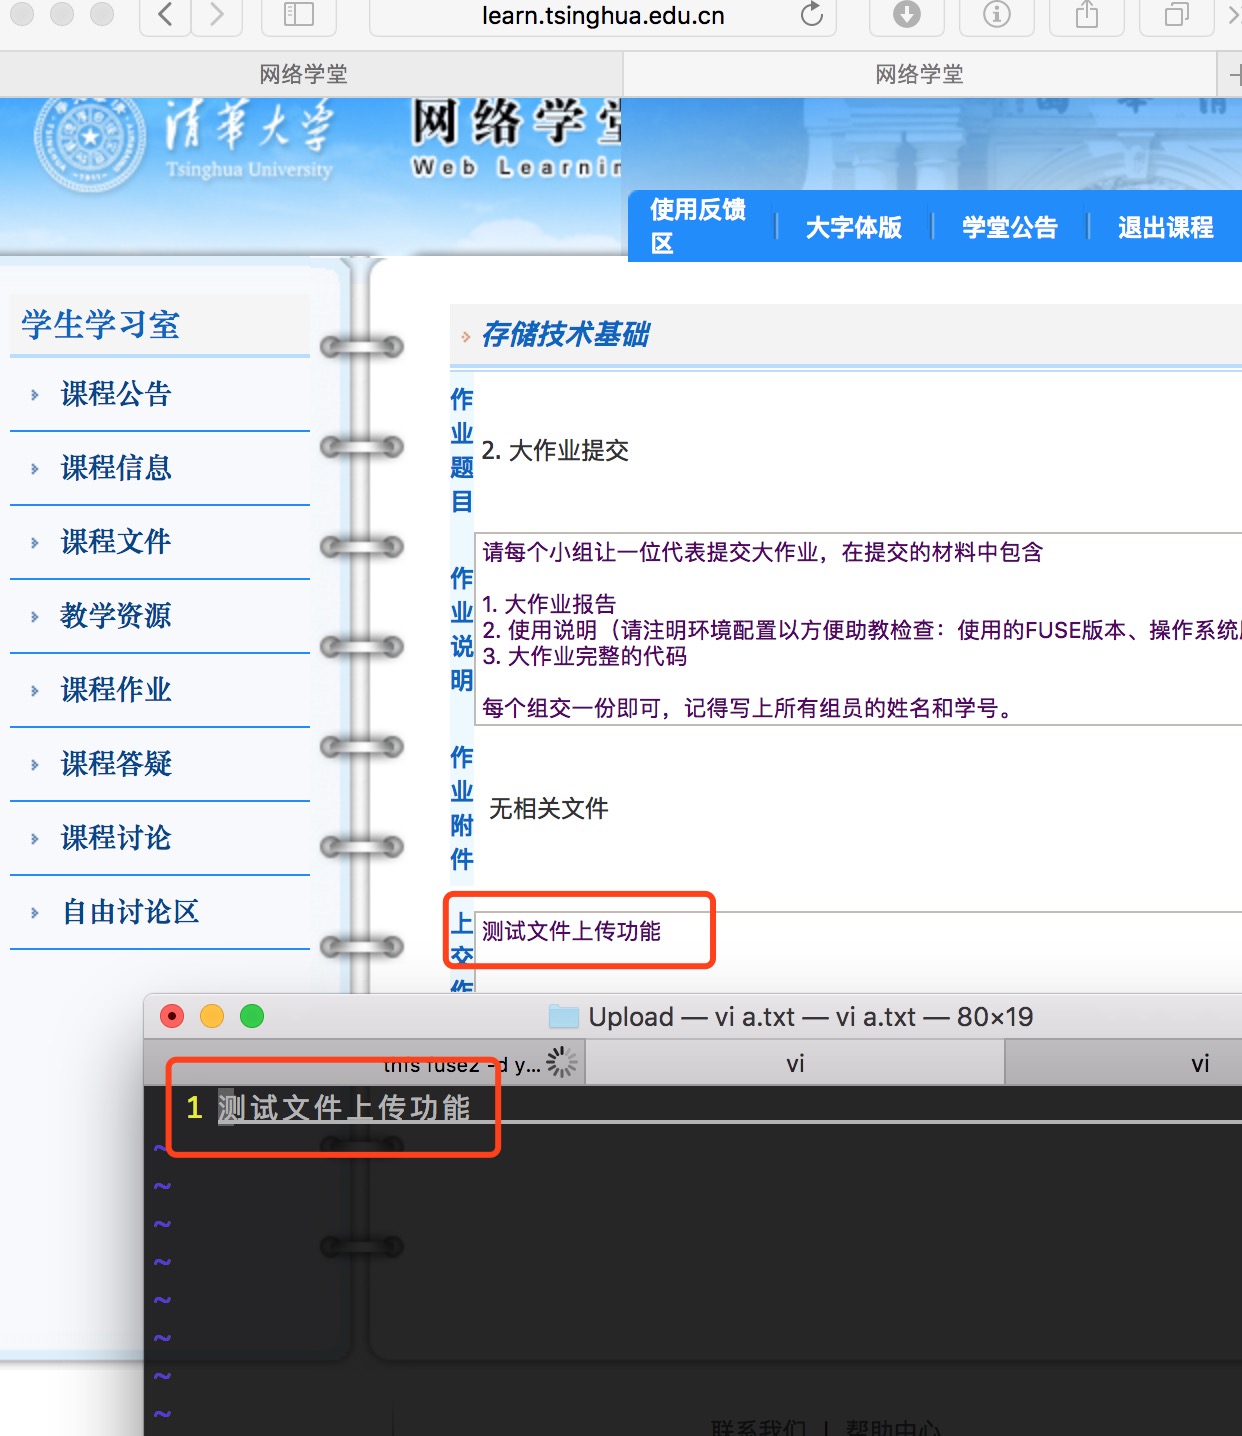 learn.tsinghua.edu.cn
网络学堂
网络学堂
清华大学
Tsinghua University
网络学堂
Web Learnin
使用反馈区
大字体版
学堂公告
退出课程
学生学习室
课程公告
课程信息
课程文件
教学资源
课程作业
课程答疑
课程讨论
自由讨论区
存储技术基础
作业题目
2. 大作业提交
作业说明
请每个小组让一位代表提交大作业，在提交的材料中包含
1. 大作业报告
2. 使用说明（请注明环境配置以方便助教检查：使用的FUSE版本、操作系统
3. 大作业完整的代码
每个组交一份即可，记得写上所有组员的姓名和学号。
作业附件
无相关文件
上交作
测试文件上传功能
Upload — vi a.txt — vi a.txt — 80×19
thfs fuse2 -d y...
vi
vi
1 测试文件上传功能
~
~
~
~
~
~
~
~
联系我们 | 帮助中心